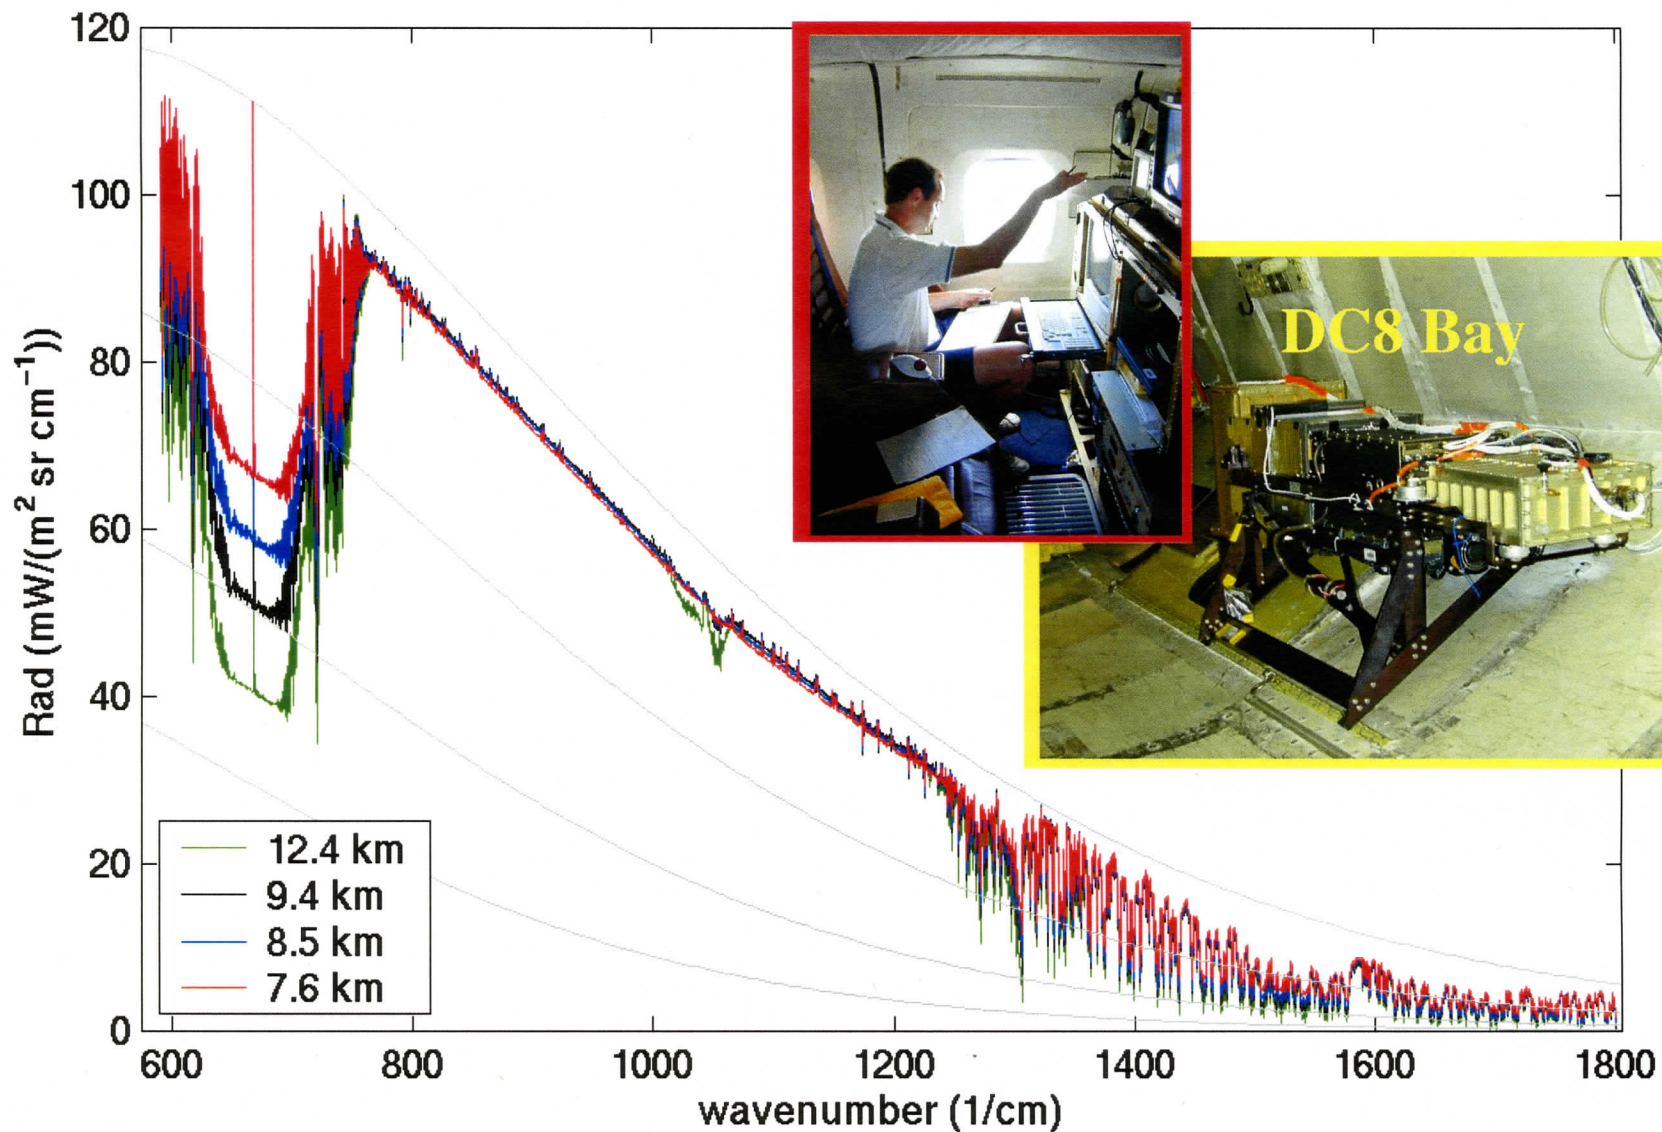 120
100
80
60
40
20
0
Rad (mW/(m² sr cm⁻¹))
DC8 Bay
12.4 km
9.4 km
8.5 km
7.6 km
600 800 1000 1200 1400 1600 1800
wavenumber (1/cm)